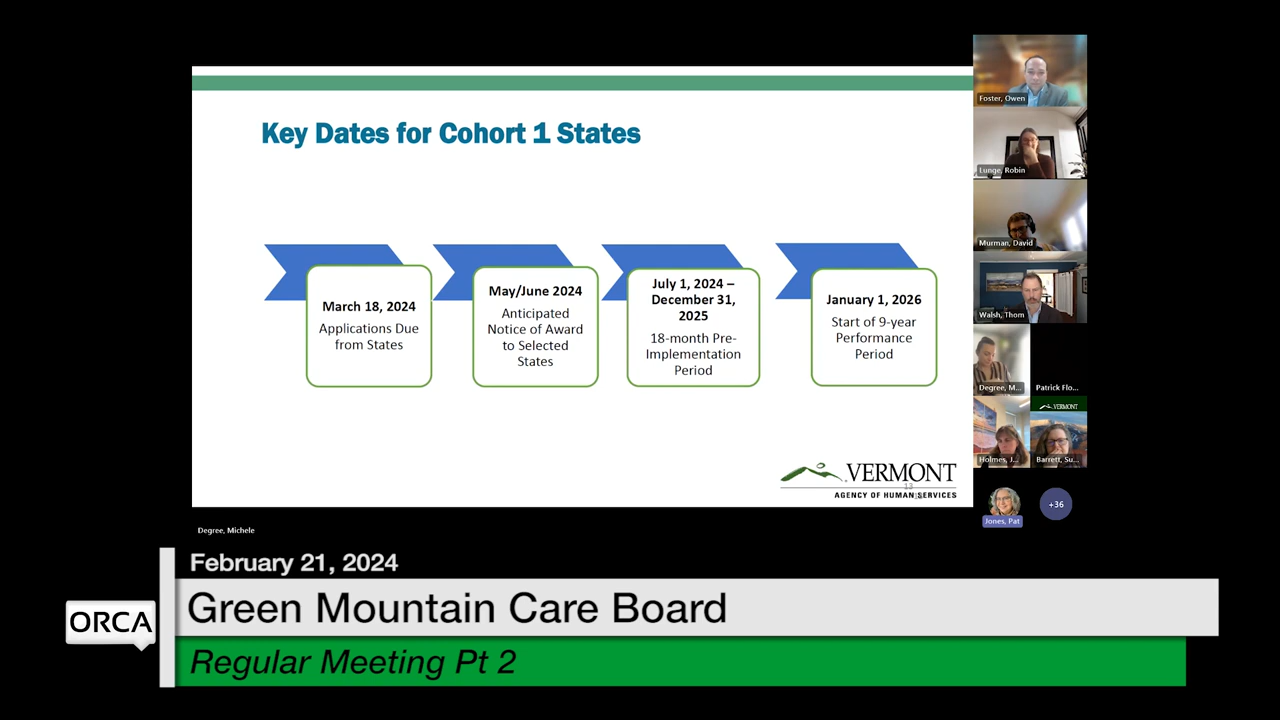 Key Dates for Cohort 1 States
March 18, 2024
Applications Due
from States
May/June 2024
Anticipated
Notice of Award
to Selected
States
July 1, 2024 –
December 31,
2025
18-month Pre-
Implementation
Period
January 1, 2026
Start of 9-year
Performance
Period
VERMONT
13
AGENCY OF HUMAN SERVICES
Foster, Owen
Lunge, Robin
Murman, David
Walsh, Thom
Degree, M...
Patrick Flo...
VERMONT
Holmes, J...
Barrett, Su...
Jones, Pat
+36
Degree, Michele
February 21, 2024
ORCA
Green Mountain Care Board
Regular Meeting Pt 2